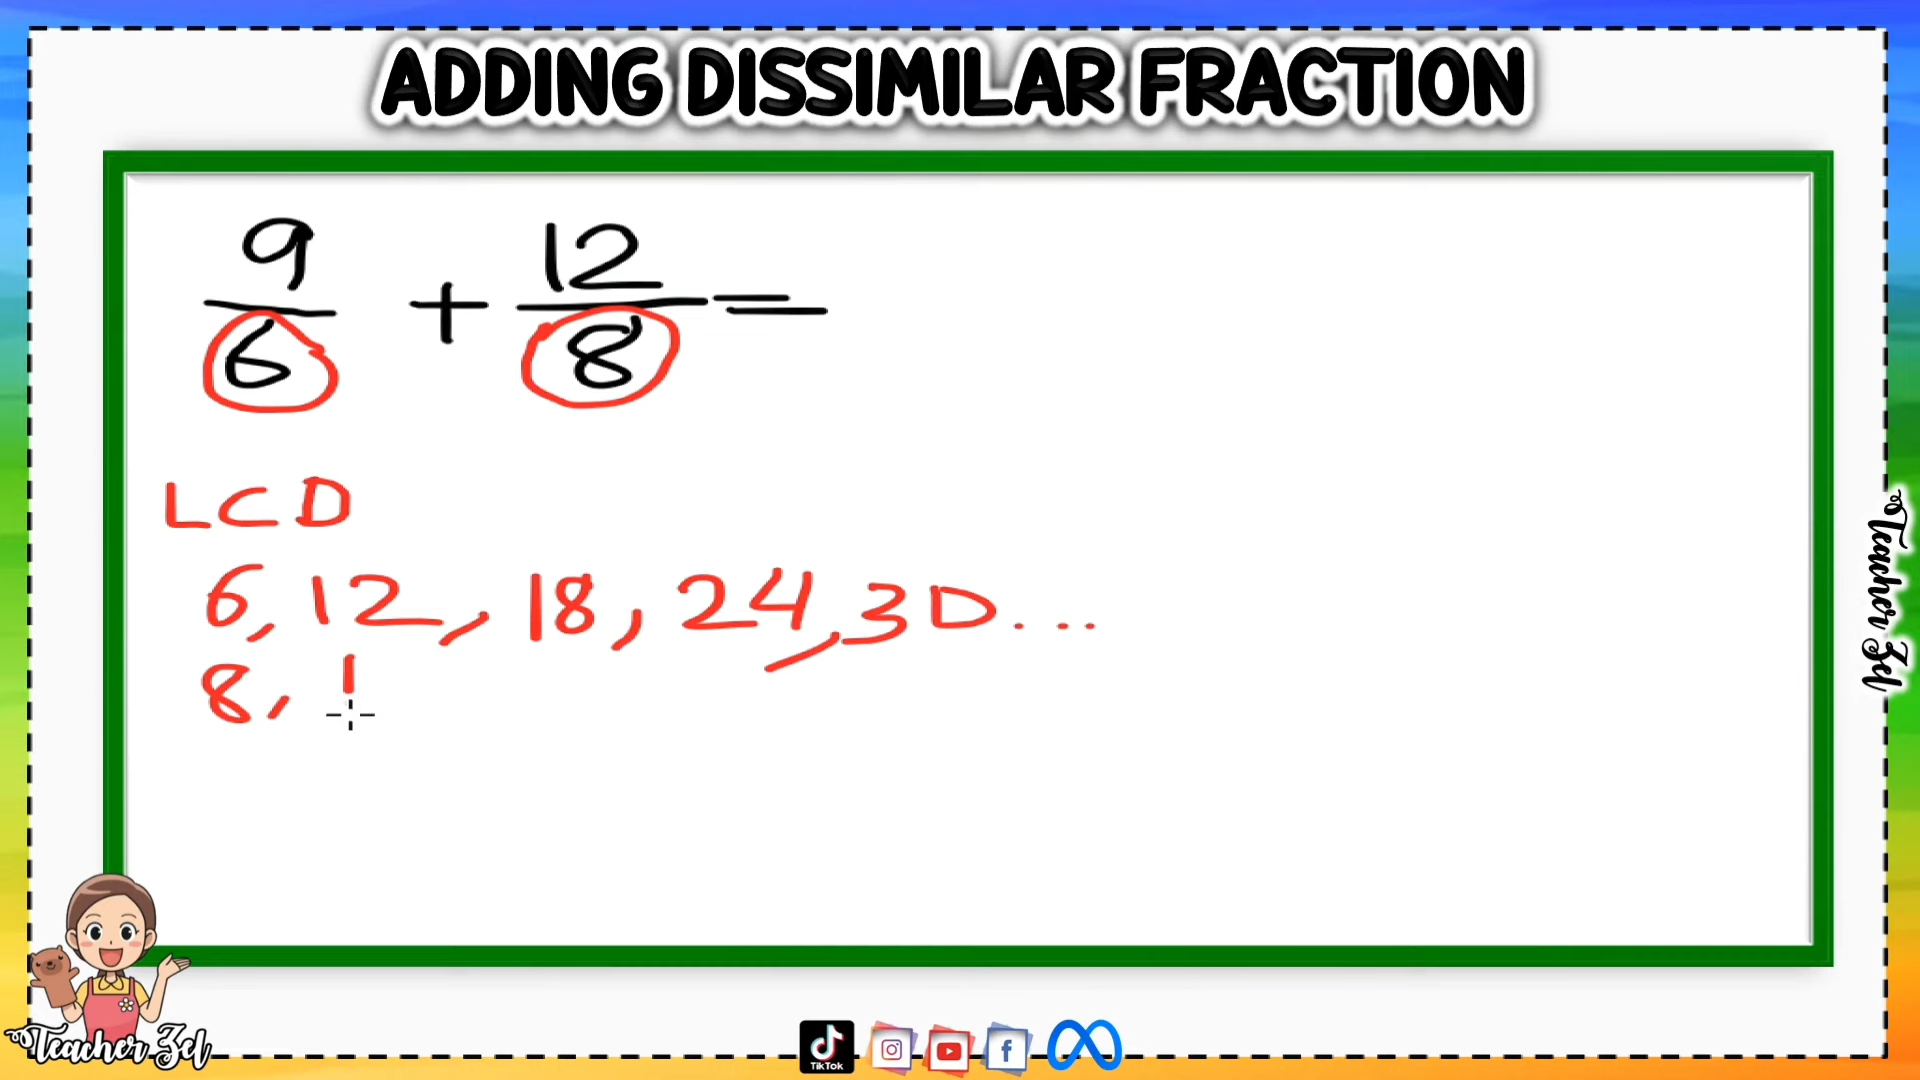 ADDING DISSIMILAR FRACTION
9/6 + 12/8 =
LCD
6, 12, 18, 24, 30...
8, 1
Teacher Zel
Teacher Zel
TikTok